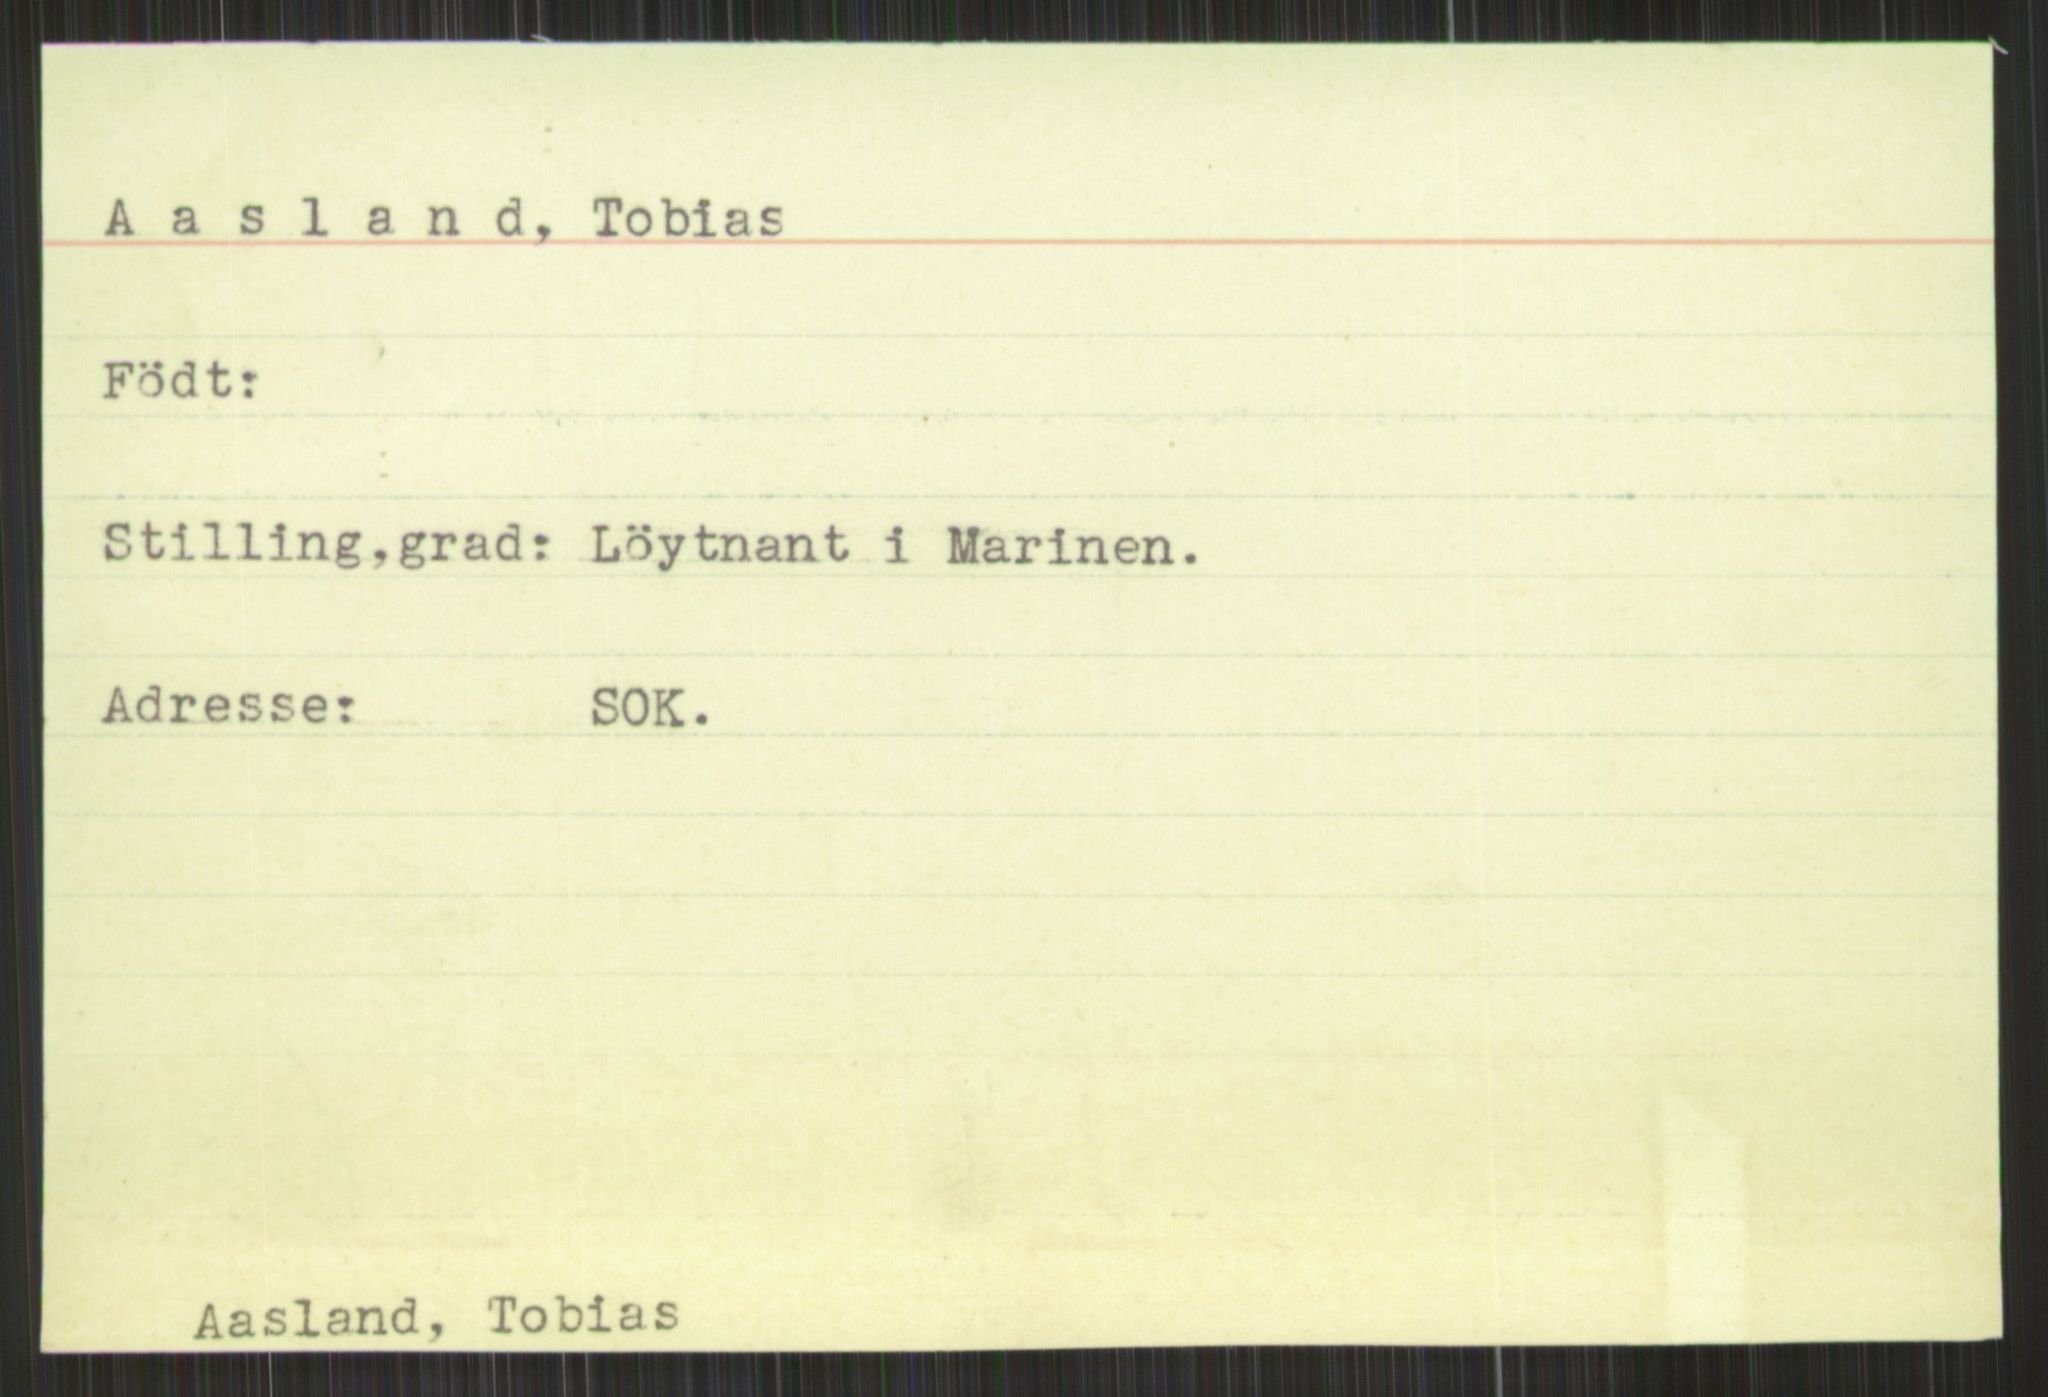 A a s l a n d, Tobias
Födt:
Stilling,grad: Löytnant i Marinen.
Adresse: SOK.
Aasland, Tobias